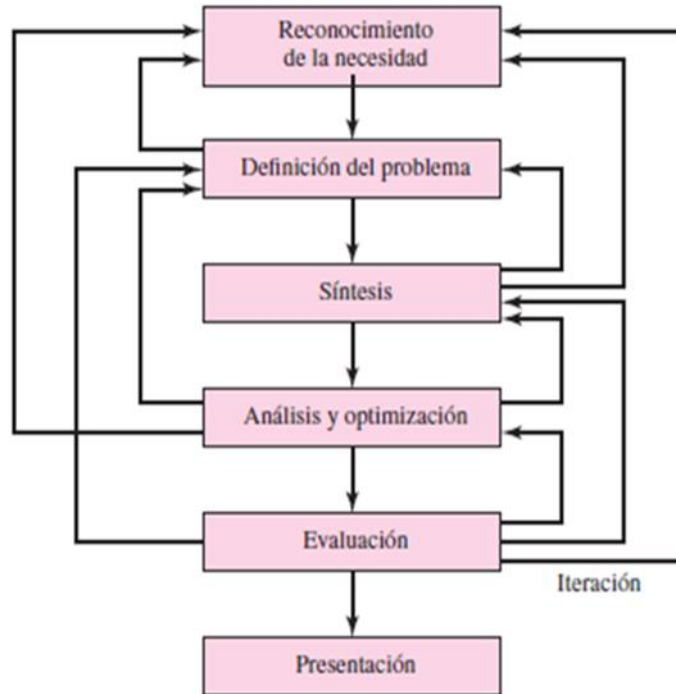 Reconocimiento
de la necesidad
Definición del problema
Síntesis
Análisis y optimización
Evaluación
Iteración
Presentación